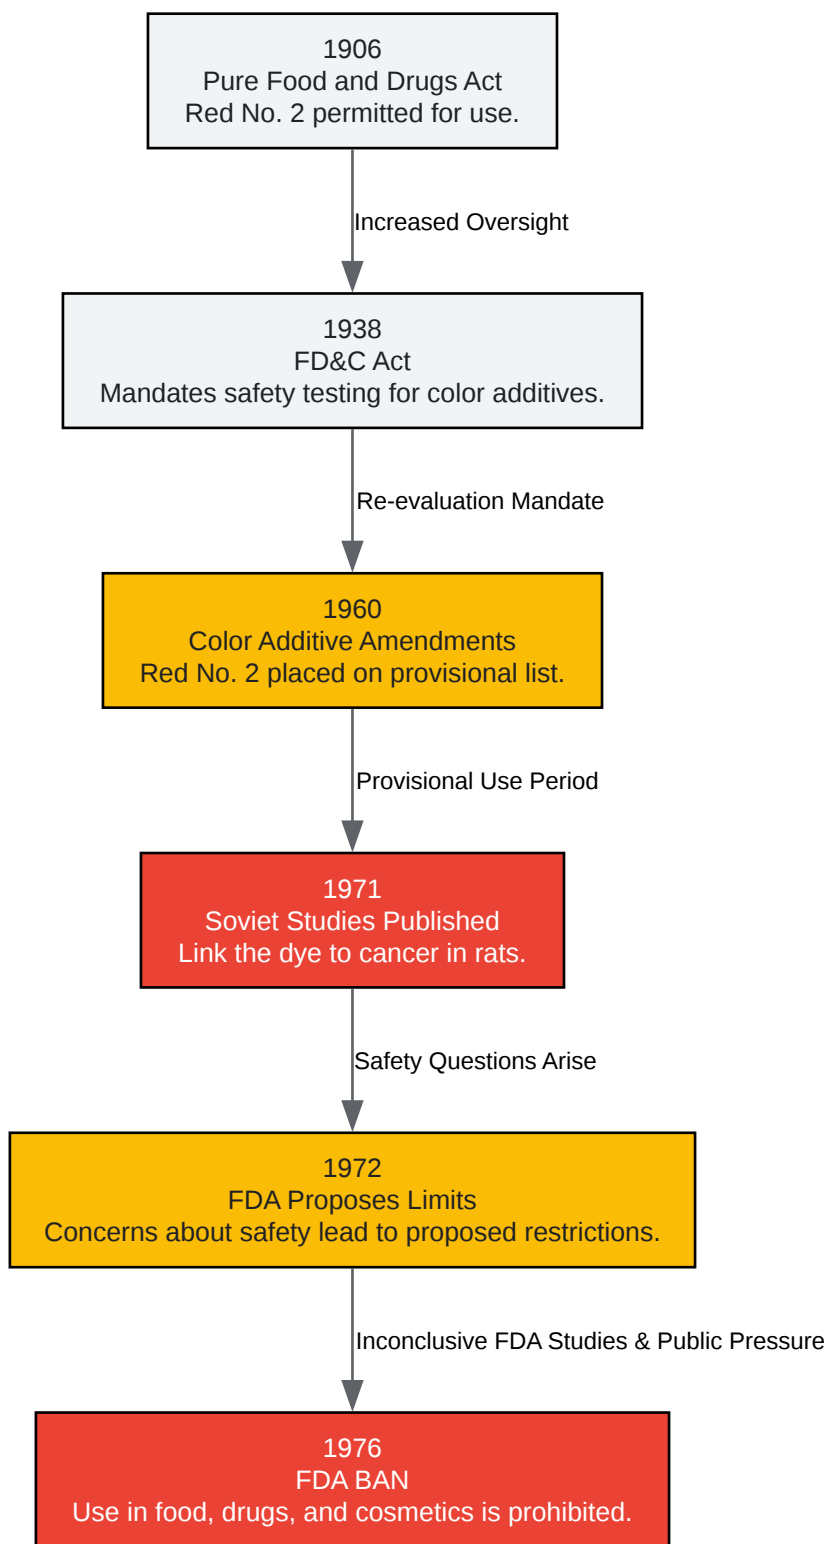 1906
Pure Food and Drugs Act
Red No. 2 permitted for use.
Increased Oversight
1938
FD&C Act
Mandates safety testing for color additives.
Re-evaluation Mandate
1960
Color Additive Amendments
Red No. 2 placed on provisional list.
Provisional Use Period
1971
Soviet Studies Published
Link the dye to cancer in rats.
Safety Questions Arise
1972
FDA Proposes Limits
Concerns about safety lead to proposed restrictions.
Inconclusive FDA Studies & Public Pressure
1976
FDA BAN
Use in food, drugs, and cosmetics is prohibited.